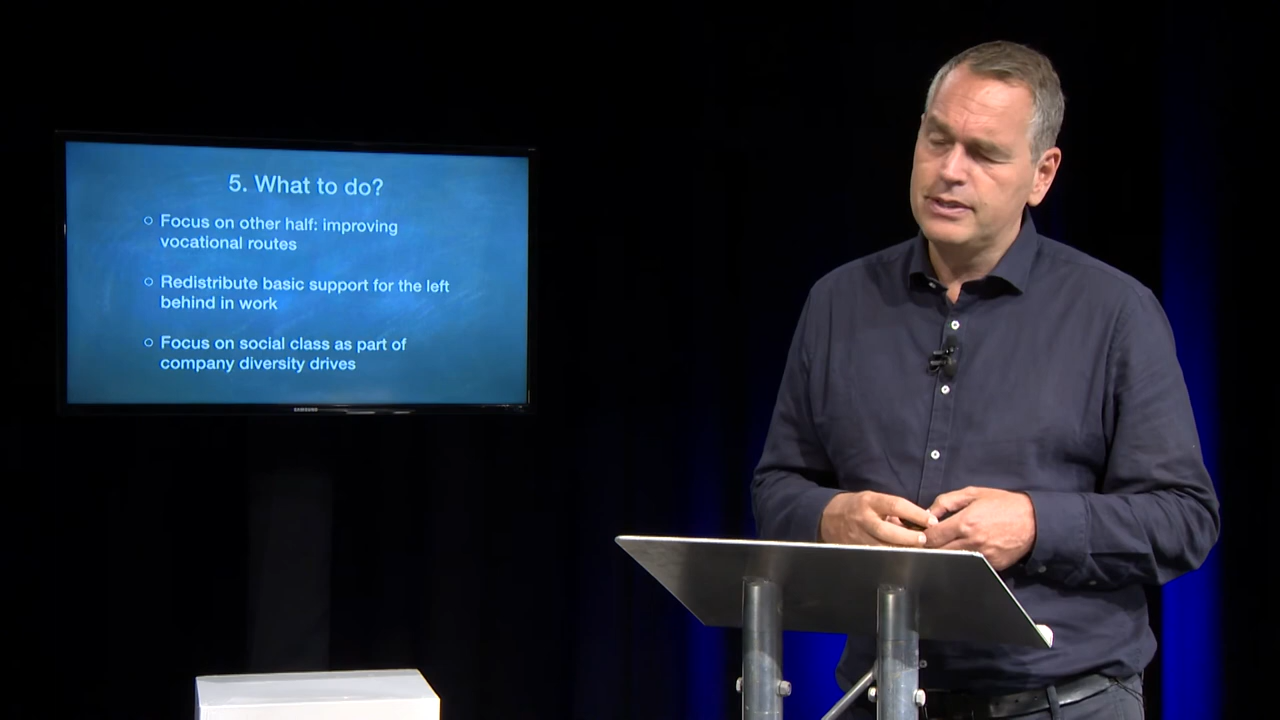 5. What to do?
Focus on other half: improving
vocational routes
Redistribute basic support for the left
behind in work
Focus on social class as part of
company diversity drives
SAMSUNG